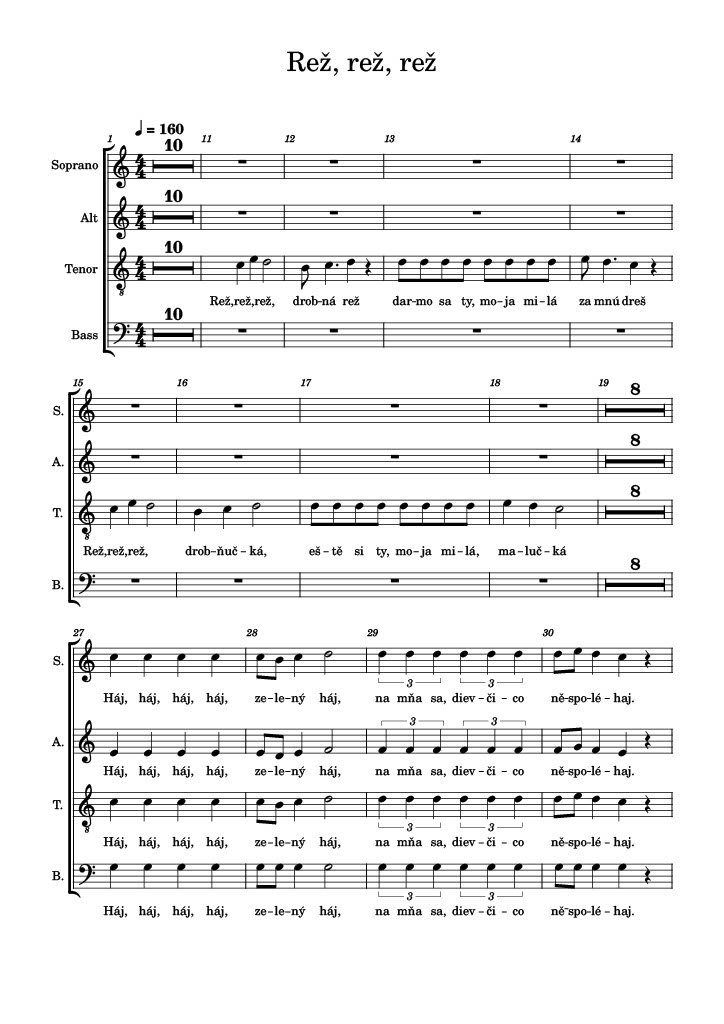 Rež, rež, rež
1 𝅘𝅥 = 160 11 12 13 14
Soprano 10
Alt 10
Tenor 10
Rež,rež,rež, drob–ná rež dar–mo sa ty, mo–ja mi–lá za mnú dreš
Bass 10
15 16 17 18 19
S. 8
A. 8
T. 8
Rež,rež,rež, drob–ňuč–ká, eš–tě si ty, mo–ja mi–lá, ma–luč–ká
B. 8
27 28 29 30
S. 3 3
Háj, háj, háj, háj, ze–le–ný háj, na mňa sa, diev–či–co ně–spo–lé–haj.
A. 3 3
Háj, háj, háj, háj, ze–le–ný háj, na mňa sa, diev–či–co ně–spo–lé–haj.
T. 3 3
Háj, háj, háj, háj, ze–le–ný háj, na mňa sa, diev–či–co ně–spo–lé–haj.
B. 3 3
Háj, háj, háj, háj, ze–le–ný háj, na mňa sa, diev–či–co ně–spo–lé–haj.